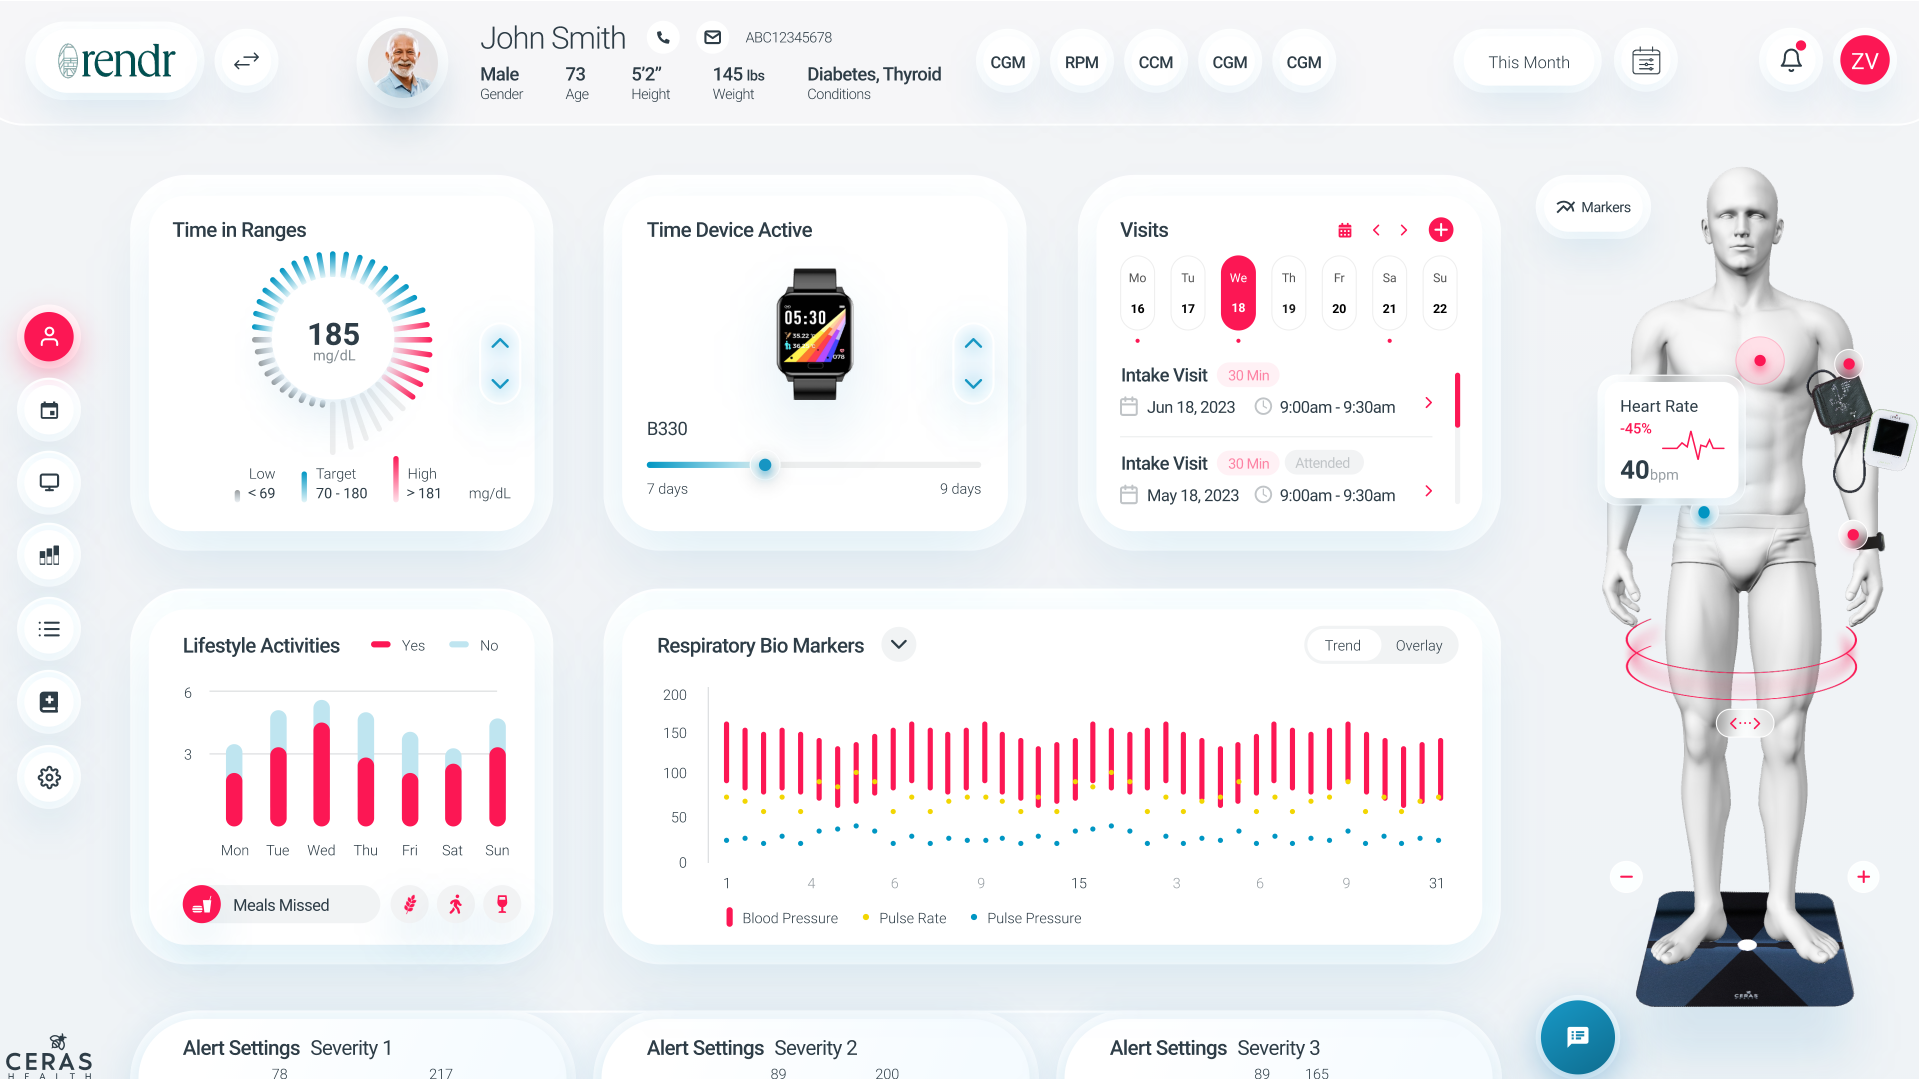 rendr
John Smith
ABC12345678
Male
Gender
73
Age
5’2”
Height
145 lbs
Weight
Diabetes, Thyroid
Conditions
CGM
RPM
CCM
CGM
CGM
This Month
ZV
Time in Ranges
185
mg/dL
Low
< 69
Target
70 - 180
High
> 181
mg/dL
Time Device Active
05:30
B330
7 days
9 days
Visits
Mo Tu We Th Fr Sa Su
16 17 18 19 20 21 22
Intake Visit 30 Min
Jun 18, 2023 9:00am - 9:30am
Intake Visit 30 Min Attended
May 18, 2023 9:00am - 9:30am
Markers
Heart Rate
-45%
40bpm
Lifestyle Activities Yes No
6
3
Mon Tue Wed Thu Fri Sat Sun
Meals Missed
Respiratory Bio Markers
Trend Overlay
200
150
100
50
0
1 4 6 9 15 3 6 9 31
Blood Pressure Pulse Rate Pulse Pressure
CERAS
CERAS
HEALTH
Alert Settings Severity 1
78 217
Alert Settings Severity 2
89 200
Alert Settings Severity 3
89 165